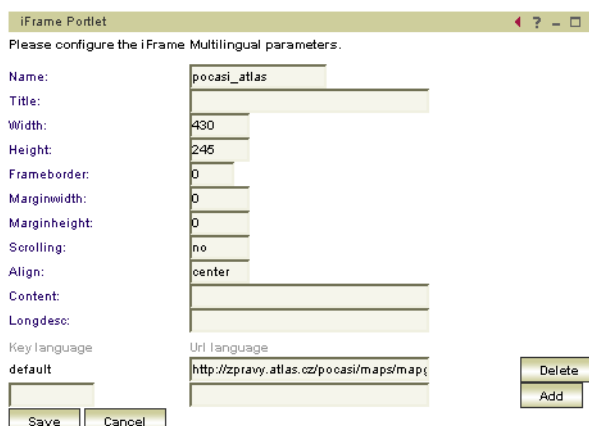 iFrame Portlet ?
Please configure the iFrame Multilingual parameters.
Name: pocasi_atlas
Title:
Width: 430
Height: 245
Frameborder: 0
Marginwidth: 0
Marginheight: 0
Scrolling: no
Align: center
Content:
Longdesc:
Key language Url language
default http://zpravy.atlas.cz/pocasi/maps/mapg Delete
Add
Save Cancel